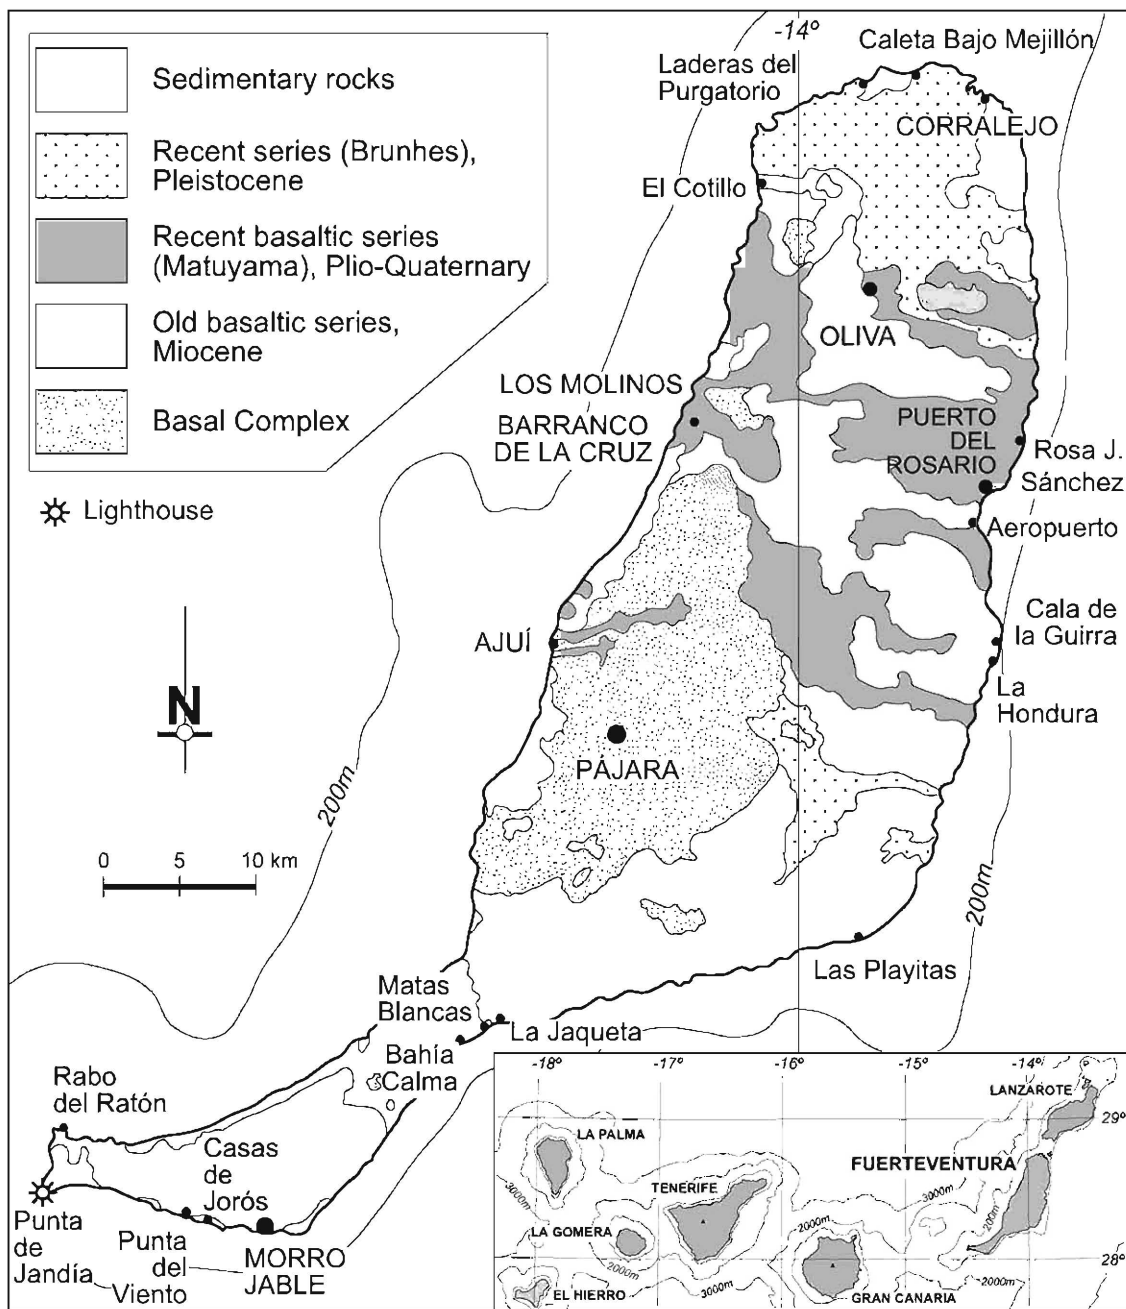 Sedimentary rocks
Recent series (Brunhes),
Pleistocene
Recent basaltic series
(Matuyama), Plio-Quaternary
Old basaltic series,
Miocene
Basal Complex
Lighthouse
-14º
Caleta Bajo Mejillón
Laderas del
Purgatorio
CORRALEJO
El Cotillo
OLIVA
LOS MOLINOS
BARRANCO
DE LA CRUZ
PUERTO
DEL
ROSARIO
Rosa J.
Sánchez
Aeropuerto
AJUÍ
Cala de
la Guirra
La
Hondura
N
PÁJARA
200m
0 5 10 km
200m
Las Playitas
Matas
Blancas
La Jaqueta
Bahía
Calma
Rabo
del Ratón
Casas
de
Jorós
Punta
de
Jandía
Punta
del
Viento
MORRO
JABLE
-18º -17º -16º -15º -14º
LANZAROTE
29º
LA PALMA
FUERTEVENTURA
TENERIFE
3000m
3000m
200m
2000m
LA GOMERA
28º
2000m
3000m
2000m
EL HIERRO
GRAN CANARIA